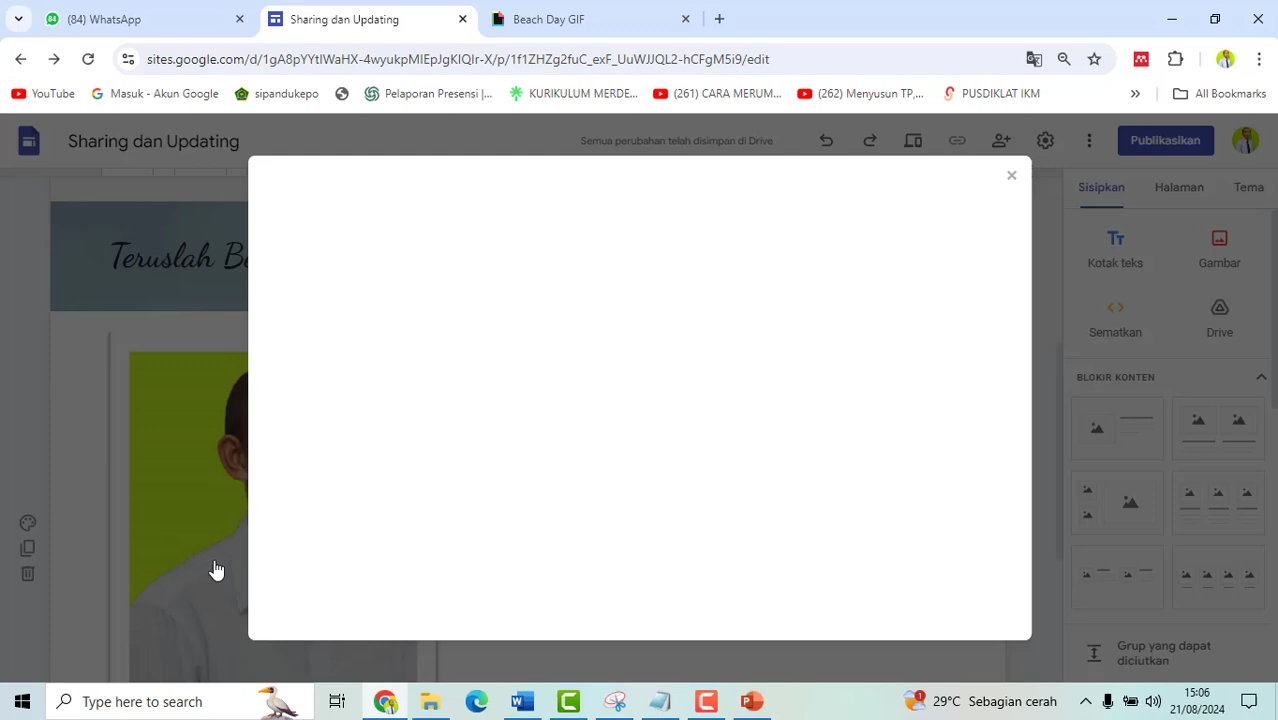 (84) WhatsApp
Sharing dan Updating
Beach Day GIF
sites.google.com/d/1gA8pYYtlWaHX-4wyukpMlEpJgKlQIr-X/p/1f1ZHZg2fuC_exF_UuWJJQL2-hCFgM5i9/edit
YouTube
Masuk - Akun Google
sipandukepo
Pelaporan Presensi |...
KURIKULUM MERDE...
(261) CARA MERUM...
(262) Menyusun TP,...
PUSDIKLAT IKM
All Bookmarks
Sharing dan Updating
Semua perubahan telah disimpan di Drive
Publikasikan
Sisipkan
Halaman
Tema
Teruslah Be
Kotak teks
Gambar
Sematkan
Drive
BLOKIR KONTEN
Grup yang dapat
diciutkan
Type here to search
29°C Sebagian cerah
15:06
21/08/2024